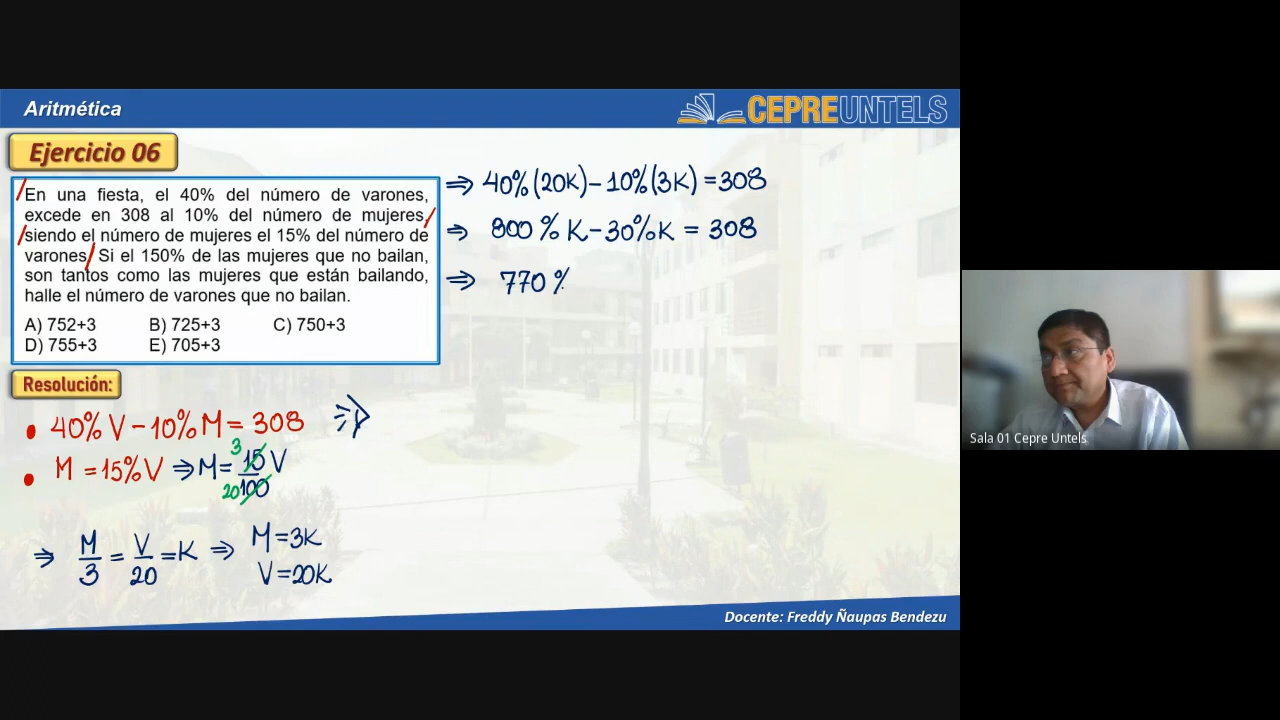 Aritmética
CEPREUNTELS
Ejercicio 06
En una fiesta, el 40% del número de varones,
excede en 308 al 10% del número de mujeres,
siendo el número de mujeres el 15% del número de
varones. Si el 150% de las mujeres que no bailan,
son tantos como las mujeres que están bailando,
halle el número de varones que no bailan.
A) 752+3 B) 725+3 C) 750+3
D) 755+3 E) 705+3
Resolución:
• 40% V - 10% M = 308
• M = 15% V ⇒ M = 15/100 V
3
20
⇒ M/3 = V/20 = K ⇒ M = 3K
V = 20K
⇒ 40% (20K) - 10% (3K) = 308
⇒ 800 % K - 30% K = 308
⇒ 770 %
Docente: Freddy Ñaupas Bendezu
Sala 01 Cepre Untels